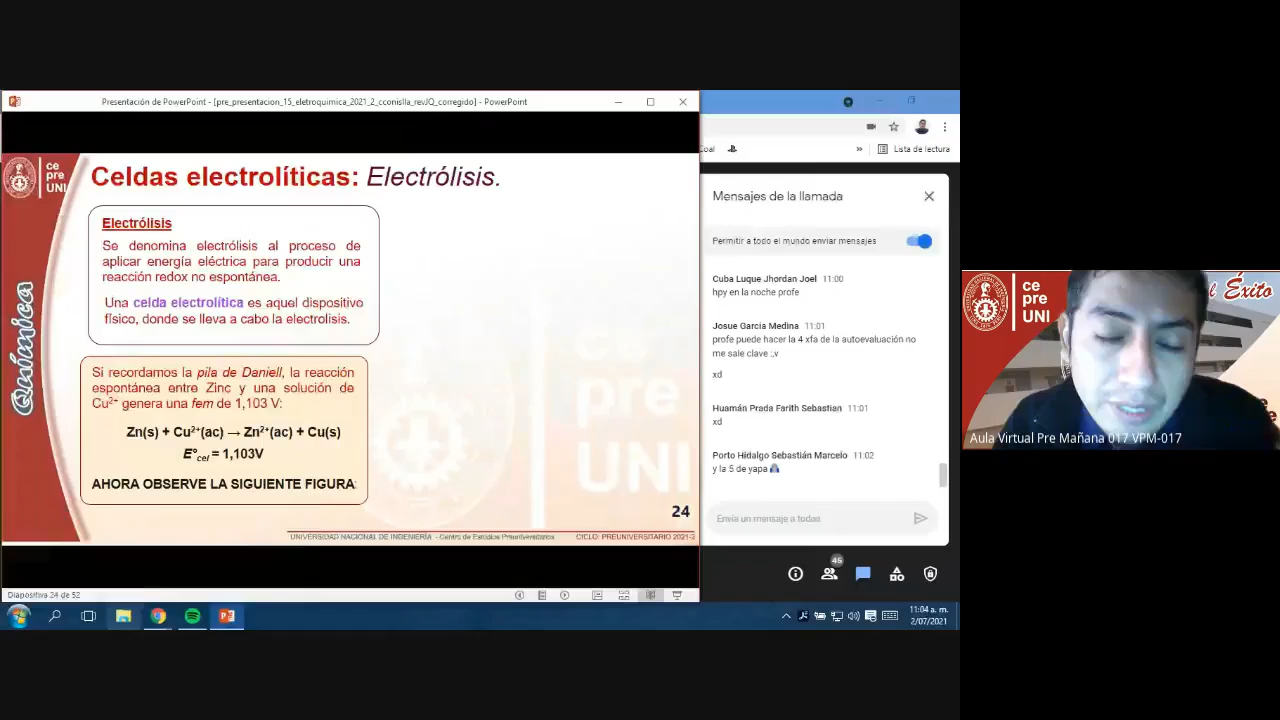 Presentación de PowerPoint - [pre_presentacion_15_eletroquimica_2021_2_cconislla_revJQ_corregido] - PowerPoint
ce
pre
UNI
Celdas electrolíticas: Electrólisis.
Electrólisis
Se denomina electrólisis al proceso de
aplicar energía eléctrica para producir una
reacción redox no espontánea.
Una celda electrolítica es aquel dispositivo
físico, donde se lleva a cabo la electrolisis.
Química
Si recordamos la pila de Daniell, la reacción
espontánea entre Zinc y una solución de
Cu²⁺ genera una fem de 1,103 V:
Zn(s) + Cu²⁺(ac) → Zn²⁺(ac) + Cu(s)
E°cel = 1,103V
AHORA OBSERVE LA SIGUIENTE FIGURA:
ce
pre
UNI
24
UNIVERSIDAD NACIONAL DE INGENIERÍA - Centro de Estudios Preuniversitarios
CICLO: PREUNIVERSITARIO 2021-2
Diapositiva 24 de 52
Coal
»
Lista de lectura
Mensajes de la llamada
Permitir a todo el mundo enviar mensajes
Cuba Luque Jhordan Joel 11:00
hpy en la noche profe
Josue García Medina 11:01
profe puede hacer la 4 xfa de la autoevaluación no
me sale clave :,v
xd
Huamán Prada Farith Sebastian 11:01
xd
Porto Hidalgo Sebastián Marcelo 11:02
y la 5 de yapa
Envía un mensaje a todos
45
11:04 a. m.
2/07/2021
ce
pre
UNI
l Éxito
Aula Virtual Pre Mañana 017 VPM-017